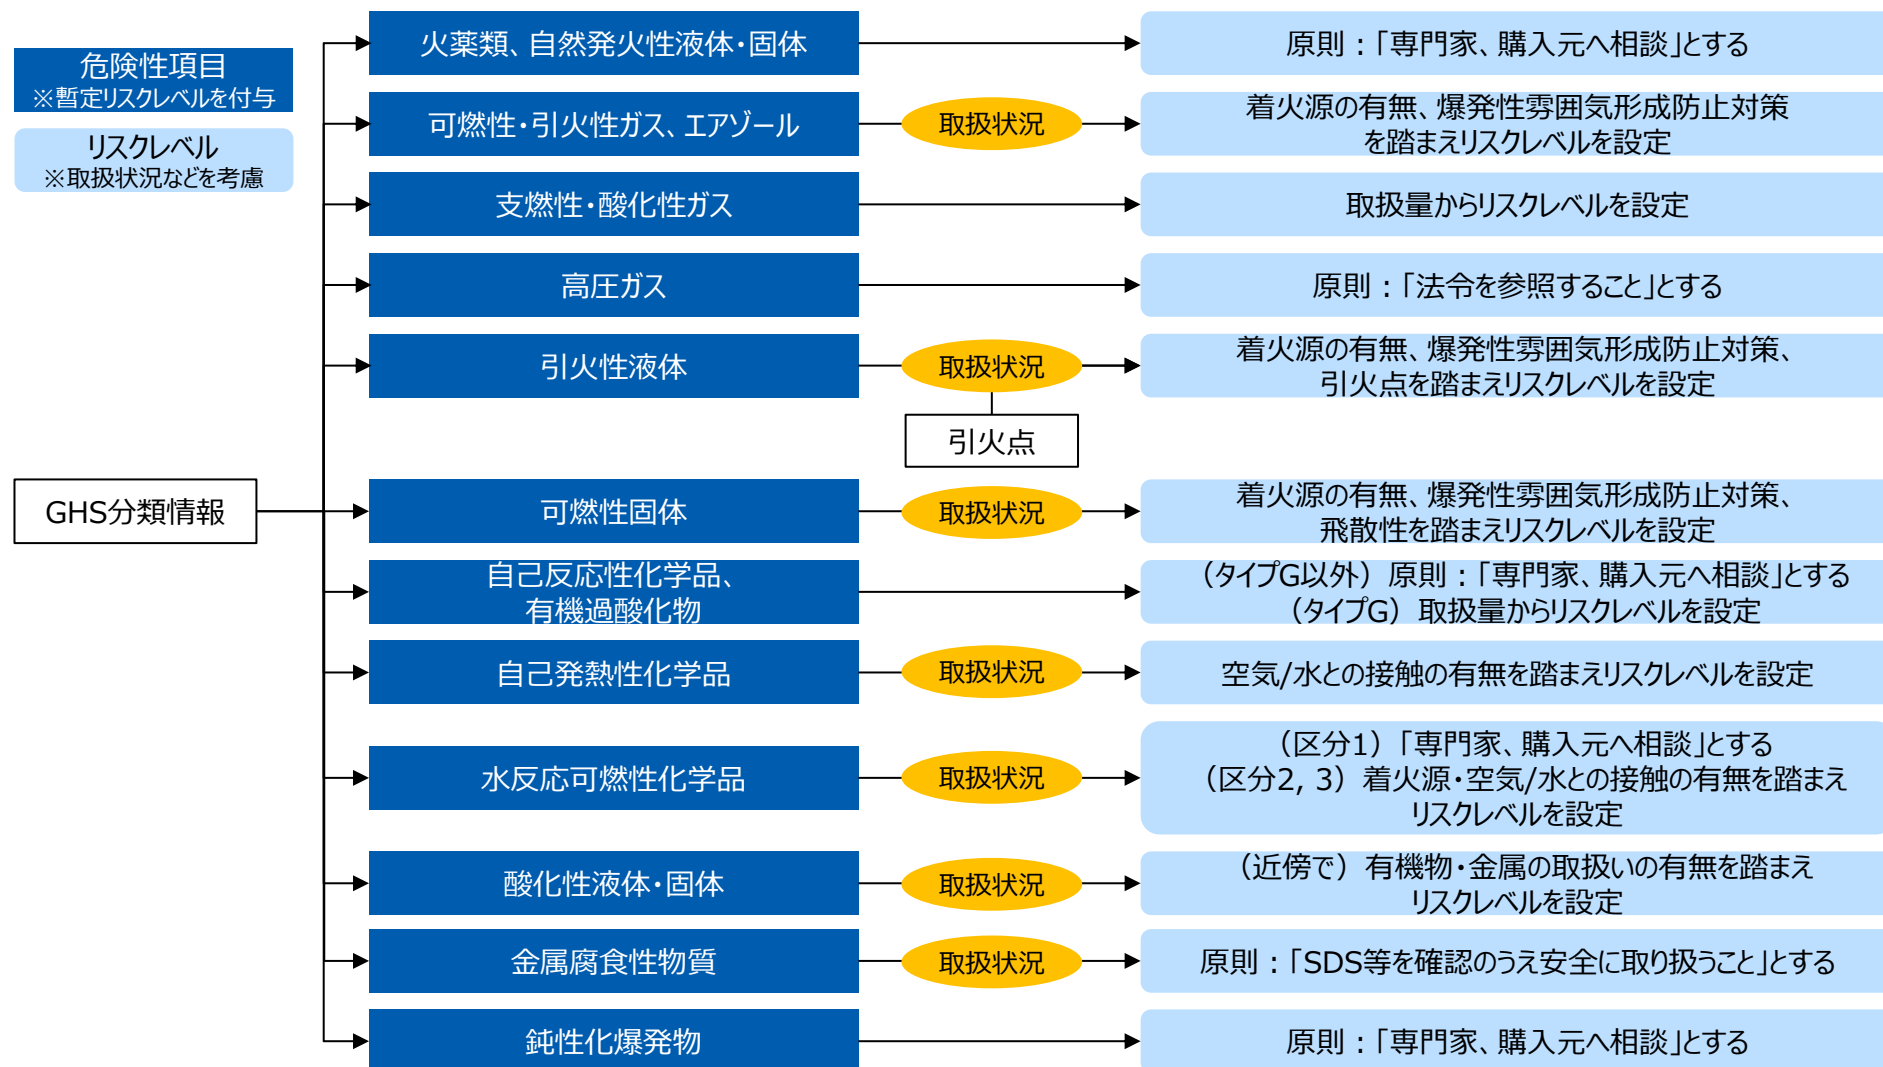 危険性項目
※暫定リスクレベルを付与
リスクレベル
※取扱状況などを考慮
GHS分類情報
火薬類、自然発火性液体・固体
原則：「専門家、購入元へ相談」とする
可燃性・引火性ガス、エアゾール
取扱状況
着火源の有無、爆発性雰囲気形成防止対策
を踏まえリスクレベルを設定
支燃性・酸化性ガス
取扱量からリスクレベルを設定
高圧ガス
原則：「法令を参照すること」とする
引火性液体
取扱状況
引火点
着火源の有無、爆発性雰囲気形成防止対策、
引火点を踏まえリスクレベルを設定
可燃性固体
取扱状況
着火源の有無、爆発性雰囲気形成防止対策、
飛散性を踏まえリスクレベルを設定
自己反応性化学品、
有機過酸化物
（タイプG以外）原則：「専門家、購入元へ相談」とする
（タイプG）取扱量からリスクレベルを設定
自己発熱性化学品
取扱状況
空気/水との接触の有無を踏まえリスクレベルを設定
水反応可燃性化学品
取扱状況
（区分1）「専門家、購入元へ相談」とする
（区分2, 3）着火源・空気/水との接触の有無を踏まえ
リスクレベルを設定
酸化性液体・固体
取扱状況
（近傍で）有機物・金属の取扱いの有無を踏まえ
リスクレベルを設定
金属腐食性物質
取扱状況
原則：「SDS等を確認のうえ安全に取り扱うこと」とする
鈍性化爆発物
原則：「専門家、購入元へ相談」とする